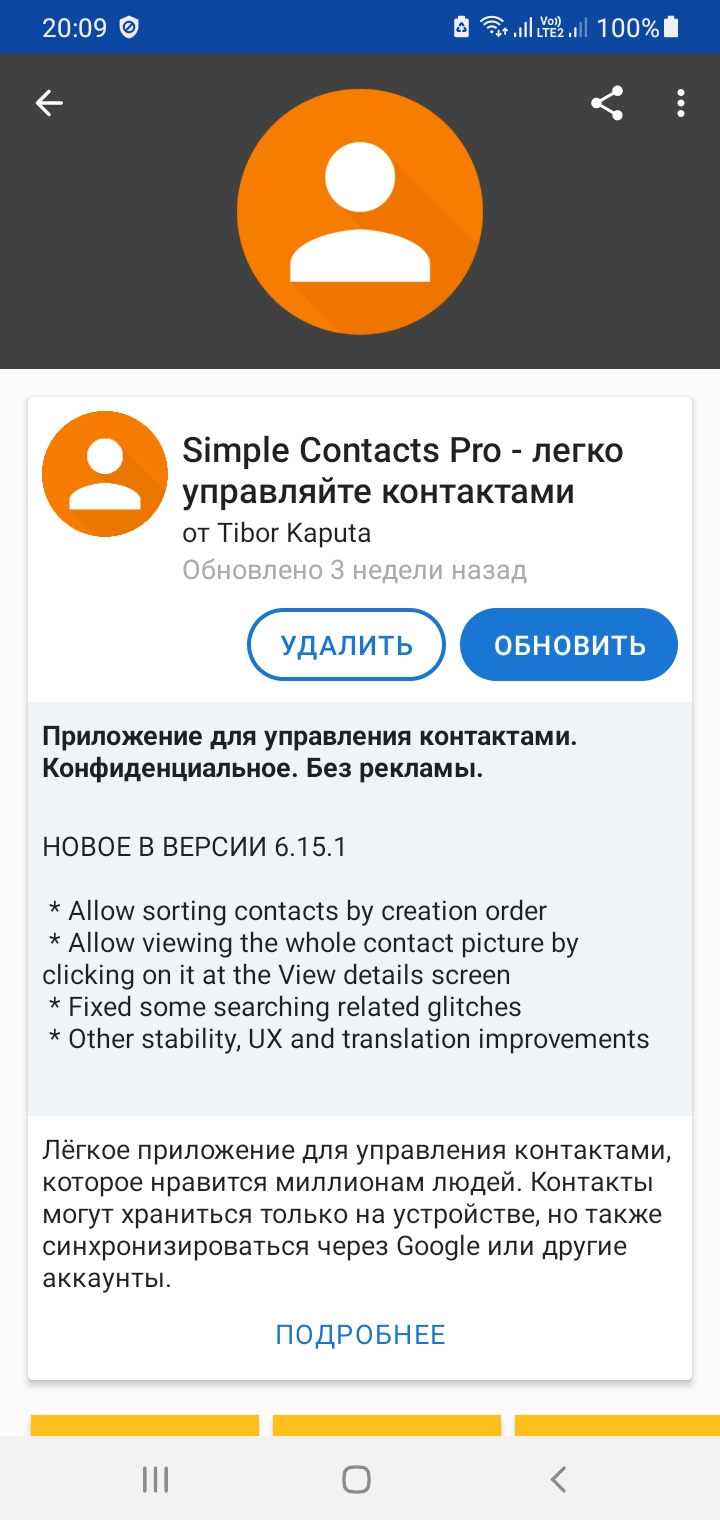 20:09
Vo))
LTE2
100%
Simple Contacts Pro - легко
управляйте контактами
от Tibor Kaputa
Обновлено 3 недели назад
УДАЛИТЬ
ОБНОВИТЬ
Приложение для управления контактами.
Конфиденциальное. Без рекламы.
НОВОЕ В ВЕРСИИ 6.15.1
* Allow sorting contacts by creation order
* Allow viewing the whole contact picture by
clicking on it at the View details screen
* Fixed some searching related glitches
* Other stability, UX and translation improvements
Лёгкое приложение для управления контактами,
которое нравится миллионам людей. Контакты
могут храниться только на устройстве, но также
синхронизироваться через Google или другие
аккаунты.
ПОДРОБНЕЕ